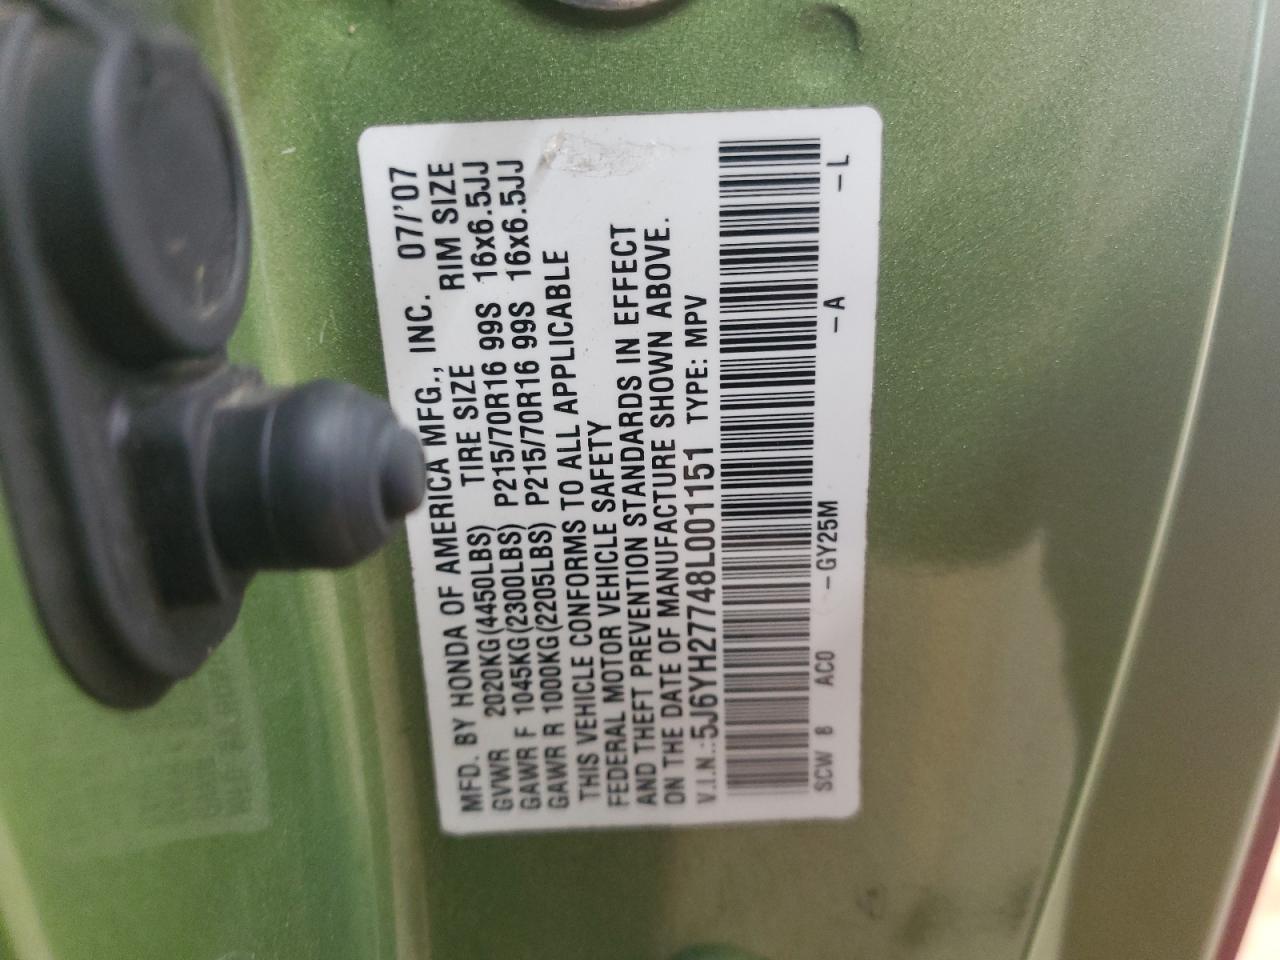 MFD. BY HONDA OF AMERICA MFG., INC. 07/'07
GVWR 2020KG(4450LBS) TIRE SIZE RIM SIZE
GAWR F 1045KG(2300LBS) P215/70R16 99S 16x6.5JJ
GAWR R 1000KG(2205LBS) P215/70R16 99S 16x6.5JJ
THIS VEHICLE CONFORMS TO ALL APPLICABLE
FEDERAL MOTOR VEHICLE SAFETY
AND THEFT PREVENTION STANDARDS IN EFFECT
ON THE DATE OF MANUFACTURE SHOWN ABOVE.
V.I.N.:5J6YH27748L001151 TYPE: MPV
SCW 8 AC0 -GY25M -A -L